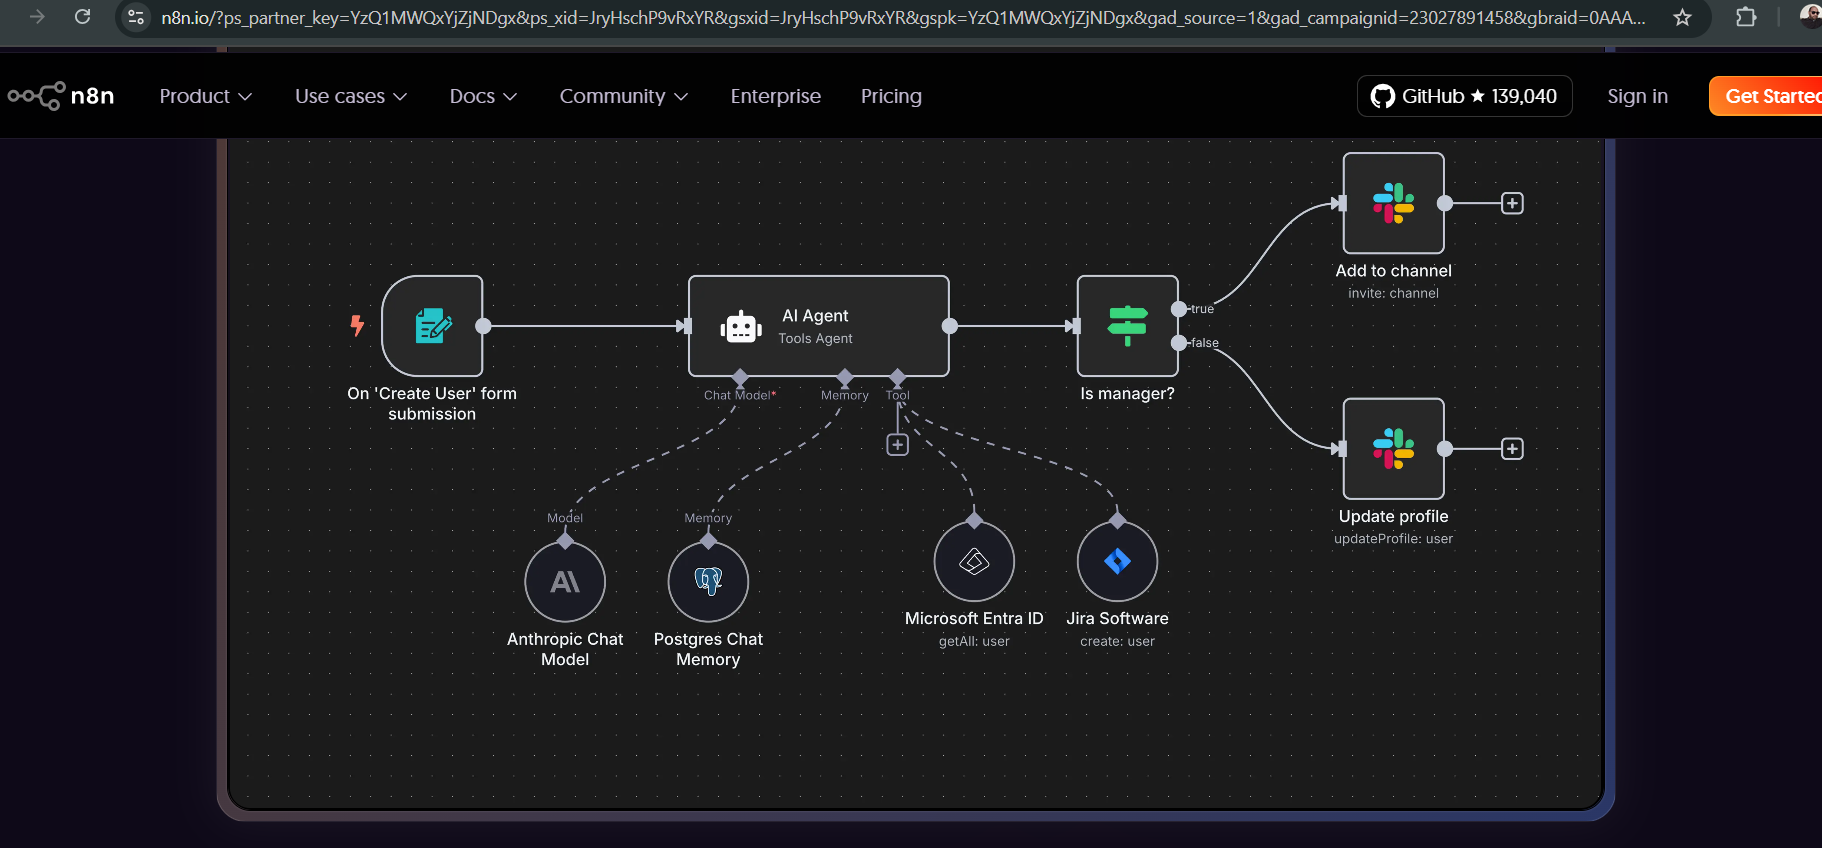 n8n.io/?ps_partner_key=YzQ1MWQxYjZjNDgx&ps_xid=JryHschP9vRxYR&gsxid=JryHschP9vRxYR&gspk=YzQ1MWQxYjZjNDgx&gad_source=1&gad_campaignid=23027891458&gbraid=0AAA...
n8n Product Use cases Docs Community Enterprise Pricing GitHub ★ 139,040 Sign in Get Started
Add to channel
invite: channel
AI Agent
Tools Agent
true
false
On 'Create User' form
submission
Chat Model*
Memory
Tool
Is manager?
Model
Memory
Update profile
updateProfile: user
Anthropic Chat
Model
Postgres Chat
Memory
Microsoft Entra ID
getAll: user
Jira Software
create: user